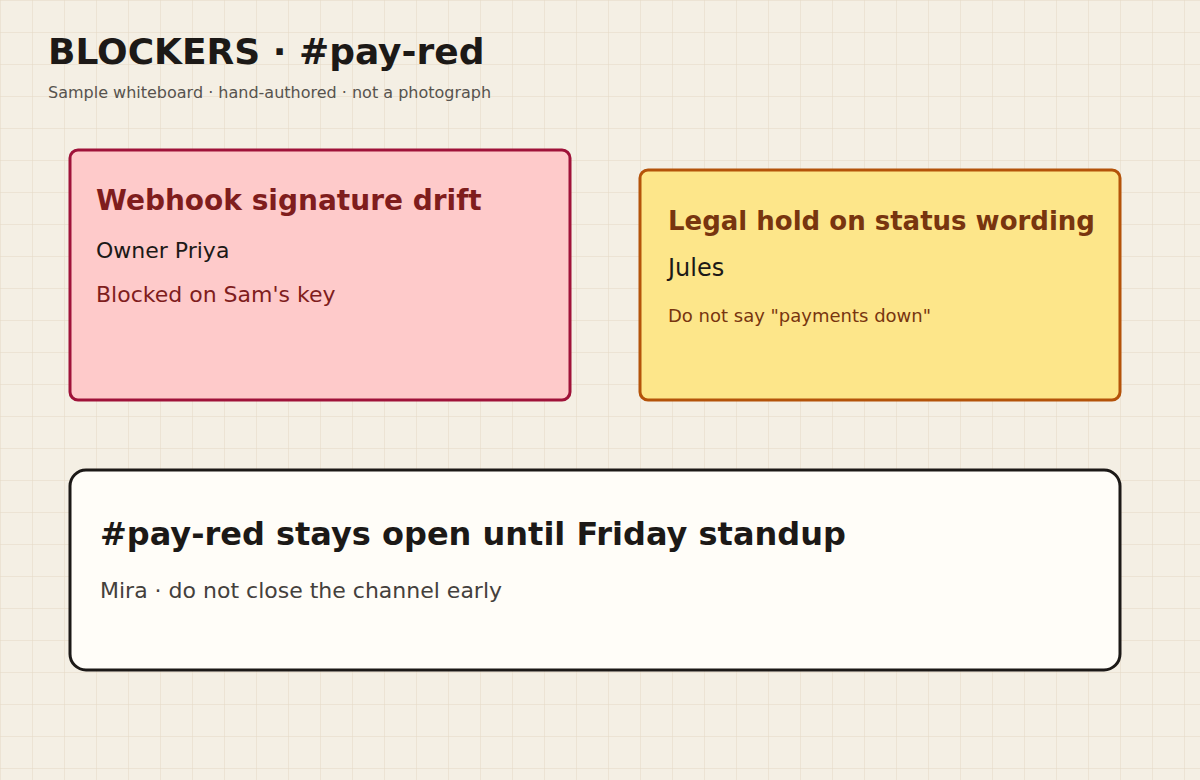 BLOCKERS · #pay-red
Sample whiteboard · hand-authored · not a photograph
Webhook signature drift
Owner Priya
Blocked on Sam's key
Legal hold on status wording
Jules
Do not say "payments down"
#pay-red stays open until Friday standup
Mira · do not close the channel early